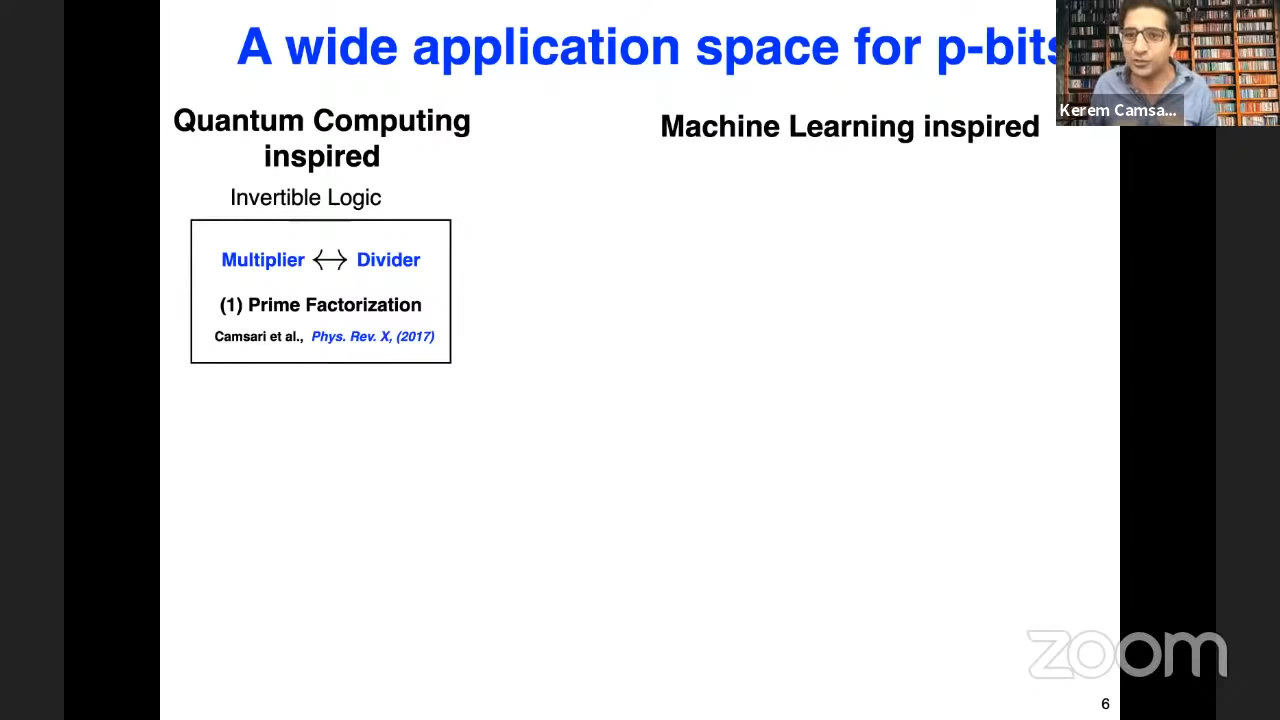 A wide application space for p-bits
Kerem Camsa...
Quantum Computing
inspired
Machine Learning inspired
Invertible Logic
Multiplier ↔ Divider
(1) Prime Factorization
Camsari et al., Phys. Rev. X, (2017)
zoom
6